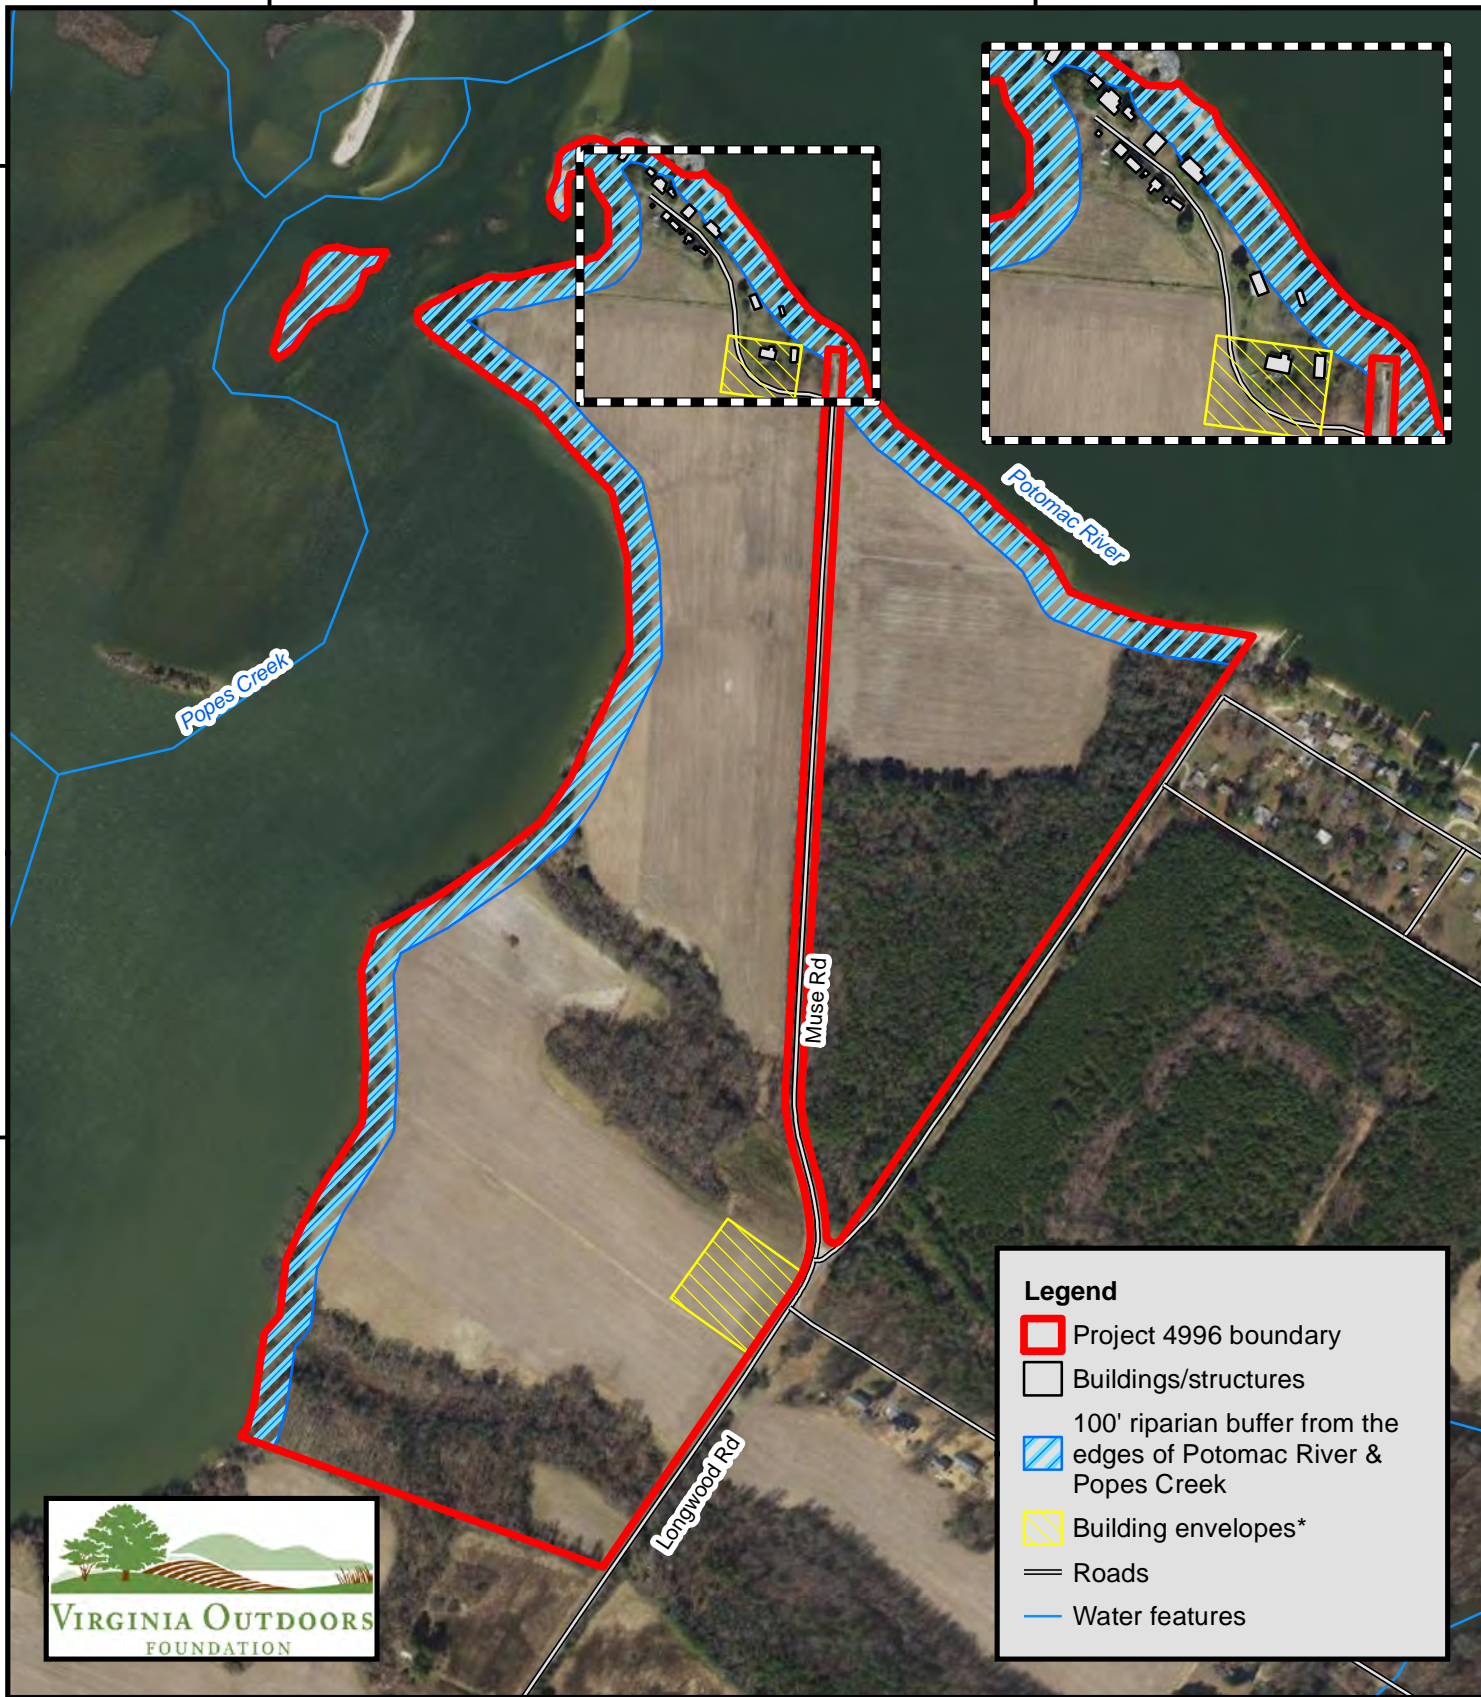 Potomac River
Popes Creek
Muse Rd
Longwood Rd
Legend
Project 4996 boundary
Buildings/structures
100' riparian buffer from the
edges of Potomac River &
Popes Creek
Building envelopes*
Roads
Water features
VIRGINIA OUTDOORS
FOUNDATION